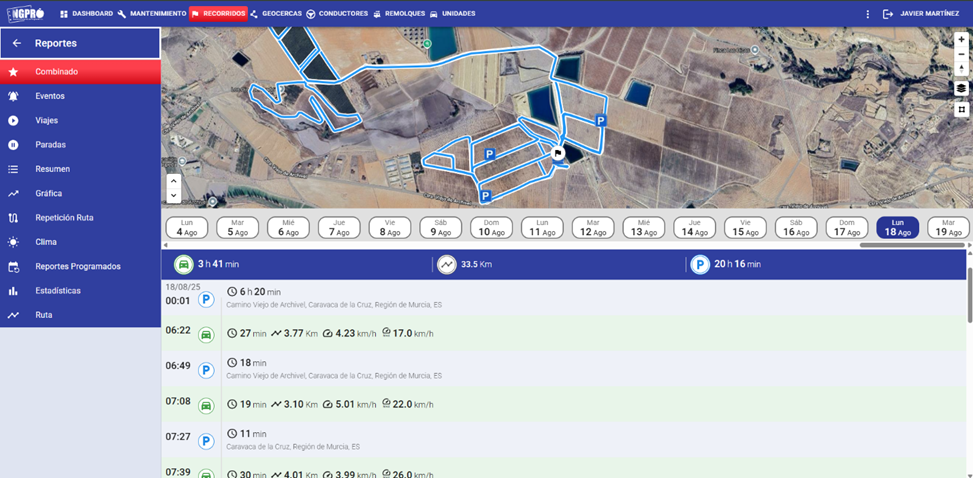 NGPRO
DASHBOARD MANTENIMIENTO RECORRIDOS GEOCERCAS CONDUCTORES REMOLQUES UNIDADES JAVIER MARTÍNEZ
Reportes
Combinado
Eventos
Viajes
Paradas
Resumen
Gráfica
Repetición Ruta
Clima
Reportes Programados
Estadísticas
Ruta
P
P
P
Lun Mar Mié Jue Vie Sáb Dom Lun Mar Mié Jue Vie Sáb Dom Lun Mar
4 Ago 5 Ago 6 Ago 7 Ago 8 Ago 9 Ago 10 Ago 11 Ago 12 Ago 13 Ago 14 Ago 15 Ago 16 Ago 17 Ago 18 Ago 19 Ago
3 h 41 min 33.5 Km P 20 h 16 min
18/08/25
00:01 P 6 h 20 min
Camino Viejo de Archivel, Caravaca de la Cruz, Región de Murcia, ES
06:22 27 min 3.77 Km 4.23 km/h 17.0 km/h
06:49 P 18 min
Camino Viejo de Archivel, Caravaca de la Cruz, Región de Murcia, ES
07:08 19 min 3.10 Km 5.01 km/h 22.0 km/h
07:27 P 11 min
Caravaca de la Cruz, Región de Murcia, ES
07:39 30 min 4.01 Km 3.99 km/h 26.0 km/h